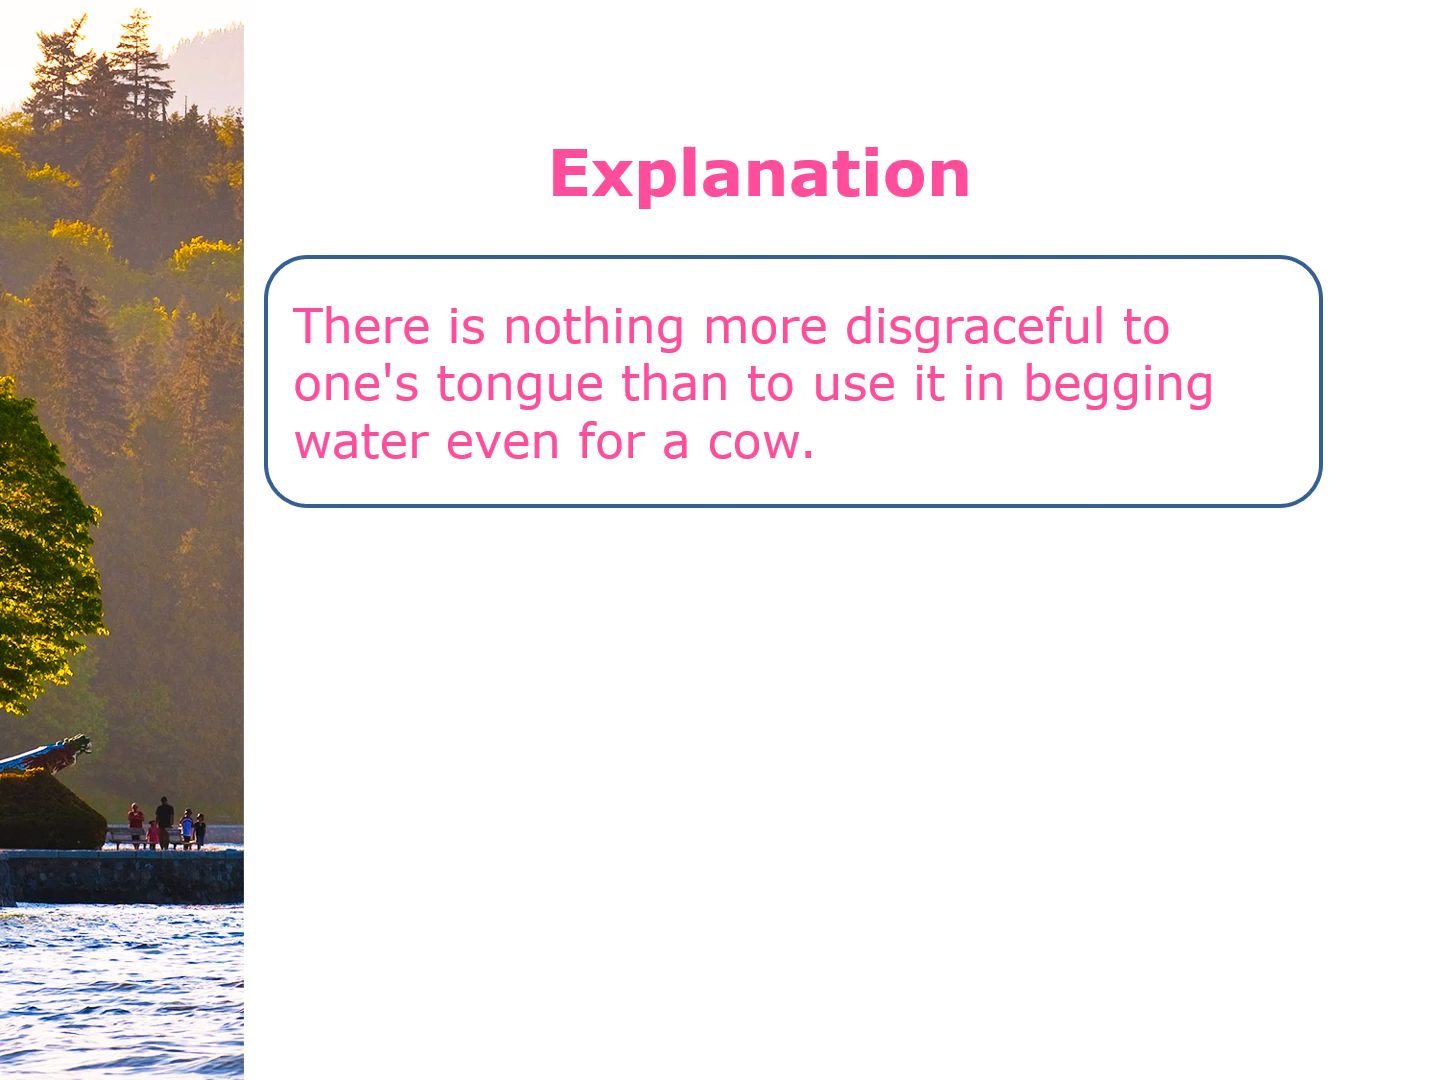 Explanation
There is nothing more disgraceful to
one's tongue than to use it in begging
water even for a cow.